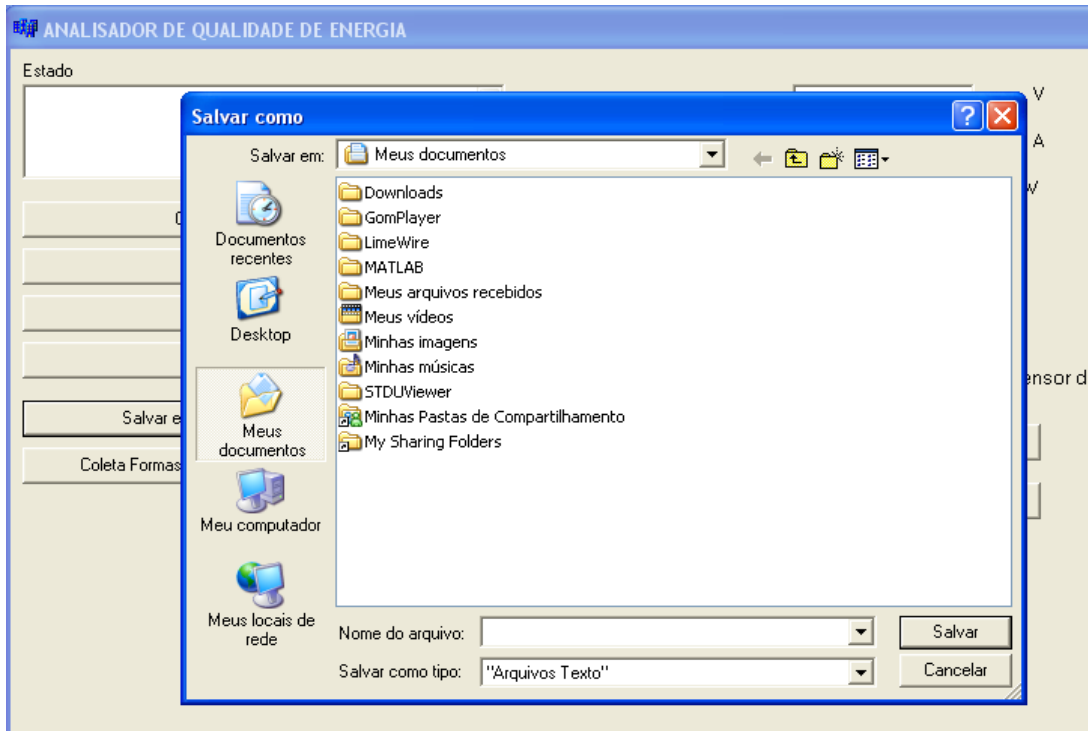 ANALISADOR DE QUALIDADE DE ENERGIA
Estado
V
A
Salvar como
Salvar em:
Meus documentos
Documentos
recentes
Desktop
Meus
documentos
Meu computador
Meus locais de
rede
Downloads
GomPlayer
LimeWire
MATLAB
Meus arquivos recebidos
Meus vídeos
Minhas imagens
Minhas músicas
STDUViewer
Minhas Pastas de Compartilhamento
My Sharing Folders
Nome do arquivo:
Salvar
Salvar como tipo:
"Arquivos Texto"
Cancelar
Salvar e
Coleta Formas
ensor d